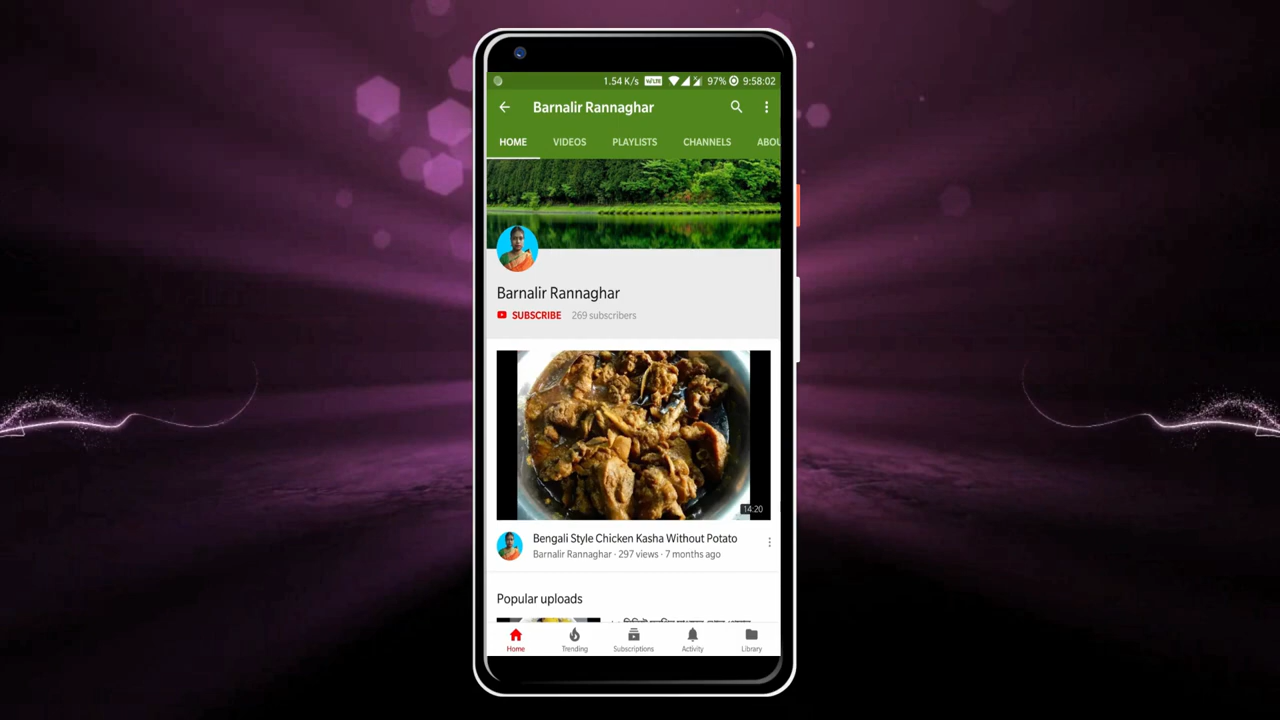 1.54 K/s VoLTE 97% 9:58:02
Barnalir Rannaghar
HOME VIDEOS PLAYLISTS CHANNELS ABOU
Barnalir Rannaghar
SUBSCRIBE 269 subscribers
14:20
Bengali Style Chicken Kasha Without Potato
Barnalir Rannaghar · 297 views · 7 months ago
Popular uploads
Home Trending Subscriptions Activity Library